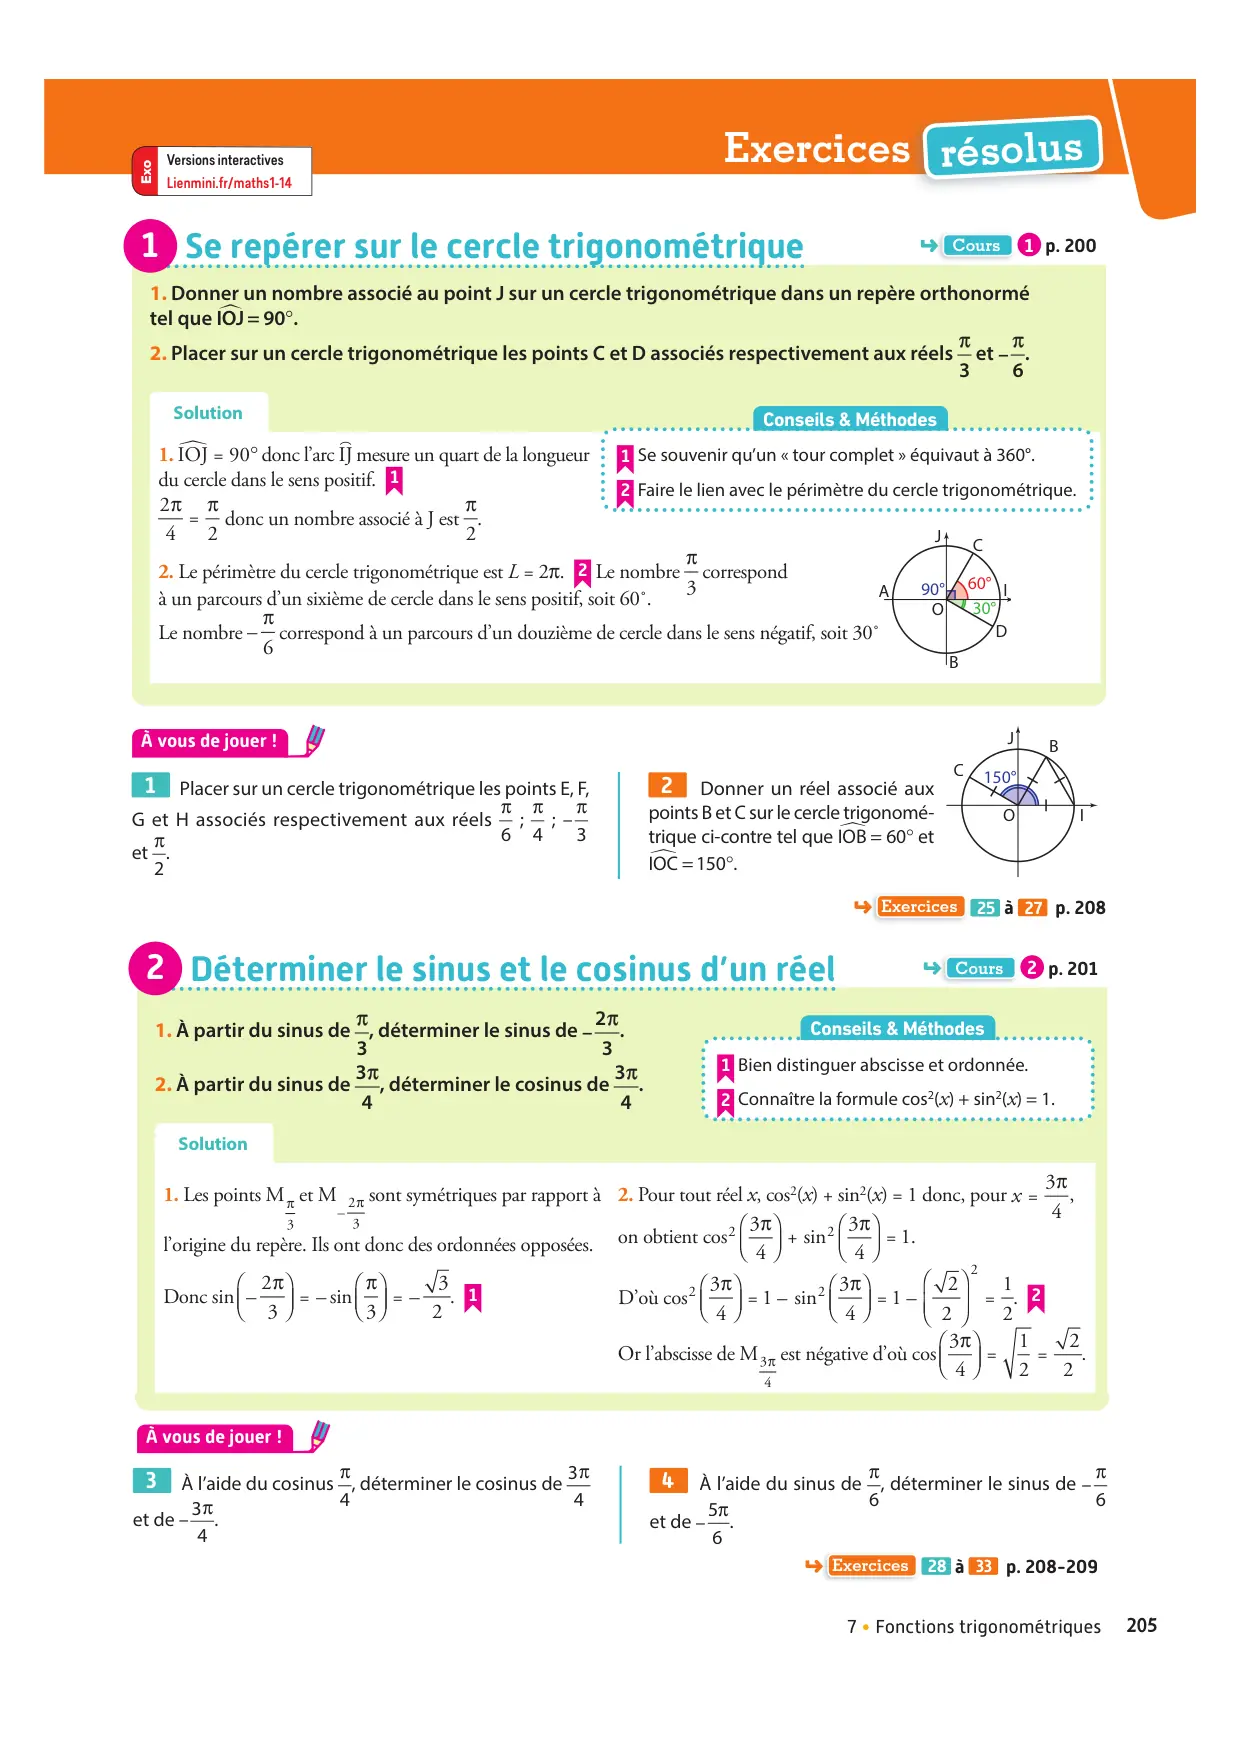 Exercices résolus
Exo
Versions interactives
Lienmini.fr/maths1-14
1 Se repérer sur le cercle trigonométrique
Cours 1 p. 200
1. Donner un nombre associé au point J sur un cercle trigonométrique dans un repère orthonormé
tel que IOJ = 90°.
2. Placer sur un cercle trigonométrique les points C et D associés respectivement aux réels π/3 et –π/6.
Solution
1. IOJ = 90° donc l'arc IJ mesure un quart de la longueur
du cercle dans le sens positif. 1
2π/4 = π/2 donc un nombre associé à J est π/2.
Conseils & Méthodes
1 Se souvenir qu'un « tour complet » équivaut à 360°.
2 Faire le lien avec le périmètre du cercle trigonométrique.
2. Le périmètre du cercle trigonométrique est L = 2π. 2 Le nombre π/3 correspond
à un parcours d'un sixième de cercle dans le sens positif, soit 60˚.
Le nombre –π/6 correspond à un parcours d'un douzième de cercle dans le sens négatif, soit 30˚
J
C
A
90°
60°
I
O
30°
D
B
À vous de jouer !
1 Placer sur un cercle trigonométrique les points E, F,
G et H associés respectivement aux réels π/6 ; π/4 ; –π/3
et π/2.
2 Donner un réel associé aux
points B et C sur le cercle trigonomé-
trique ci-contre tel que IOB = 60° et
IOC = 150°.
J
B
C
150°
O
I
Exercices 25 à 27 p. 208
2 Déterminer le sinus et le cosinus d'un réel
Cours 2 p. 201
1. À partir du sinus de π/3, déterminer le sinus de –2π/3.
2. À partir du sinus de 3π/4, déterminer le cosinus de 3π/4.
Conseils & Méthodes
1 Bien distinguer abscisse et ordonnée.
2 Connaître la formule cos²(x) + sin²(x) = 1.
Solution
1. Les points M π/3 et M –2π/3 sont symétriques par rapport à
l'origine du repère. Ils ont donc des ordonnées opposées.
Donc sin(–2π/3) = –sin(π/3) = –√3/2. 1
2. Pour tout réel x, cos²(x) + sin²(x) = 1 donc, pour x = 3π/4,
on obtient cos²(3π/4) + sin²(3π/4) = 1.
D'où cos²(3π/4) = 1 – sin²(3π/4) = 1 – (√2/2)² = 1/2. 2
Or l'abscisse de M 3π/4 est négative d'où cos(3π/4) = √1/2 = √2/2.
À vous de jouer !
3 À l'aide du cosinus π/4, déterminer le cosinus de 3π/4
et de –3π/4.
4 À l'aide du sinus de π/6, déterminer le sinus de –π/6
et de –5π/6.
Exercices 28 à 33 p. 208-209
7 • Fonctions trigonométriques 205